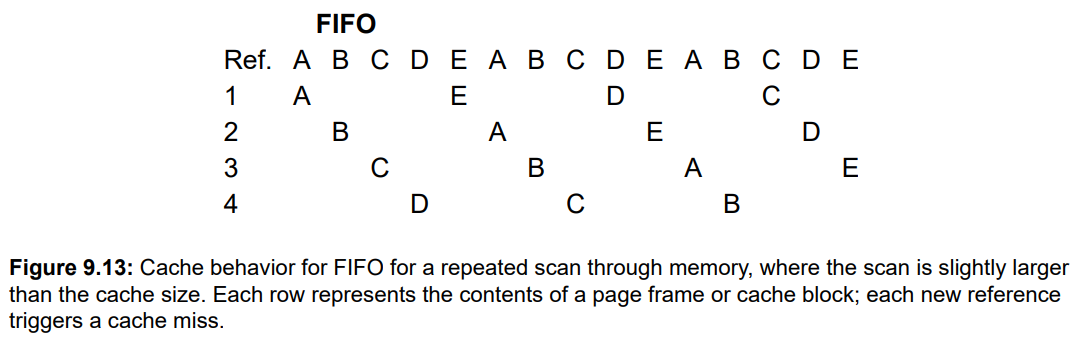 FIFO
Ref. A B C D E A B C D E A B C D E
1 A E D C
2 B A E D
3 C B A E
4 D C B
Figure 9.13: Cache behavior for FIFO for a repeated scan through memory, where the scan is slightly larger
than the cache size. Each row represents the contents of a page frame or cache block; each new reference
triggers a cache miss.